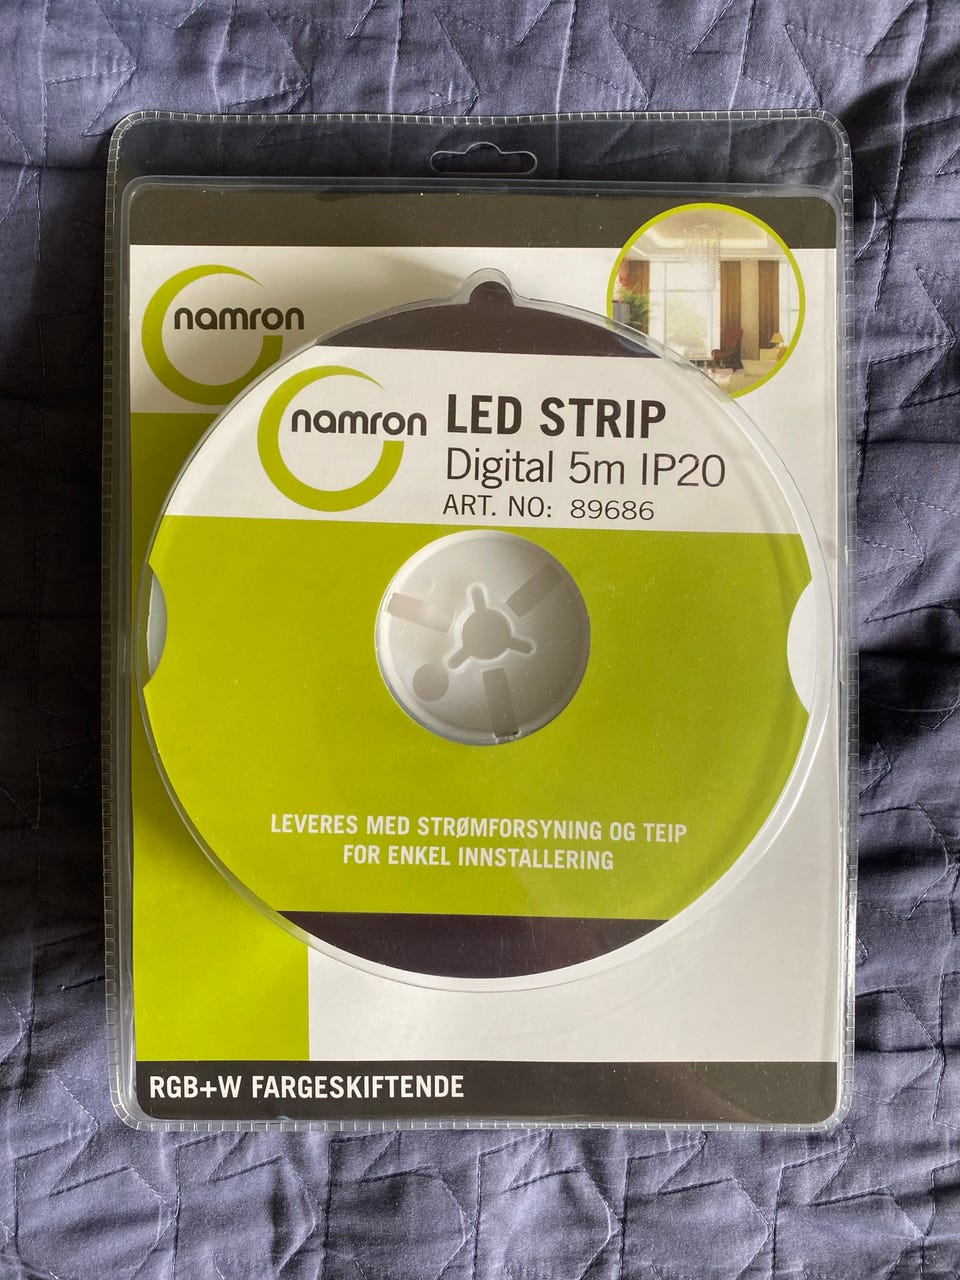 namron
namron
LED STRIP
Digital 5m IP20
ART. NO: 89686
LEVERES MED STRØMFORSYNING OG TEIP
FOR ENKEL INNSTALLERING
RGB+W FARGESKIFTENDE